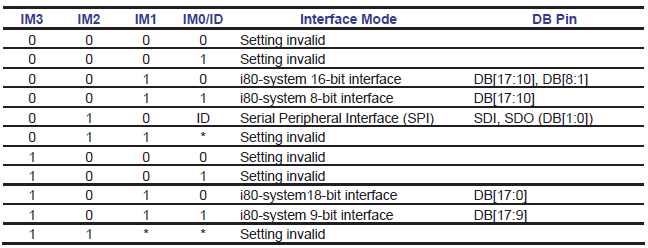 IM3 IM2 IM1 IM0/ID Interface Mode DB Pin
0 0 0 0 Setting invalid
0 0 0 1 Setting invalid
0 0 1 0 i80-system 16-bit interface DB[17:10], DB[8:1]
0 0 1 1 i80-system 8-bit interface DB[17:10]
0 1 0 ID Serial Peripheral Interface (SPI) SDI, SDO (DB[1:0])
0 1 1 * Setting invalid
1 0 0 0 Setting invalid
1 0 0 1 Setting invalid
1 0 1 0 i80-system18-bit interface DB[17:0]
1 0 1 1 i80-system 9-bit interface DB[17:9]
1 1 * * Setting invalid